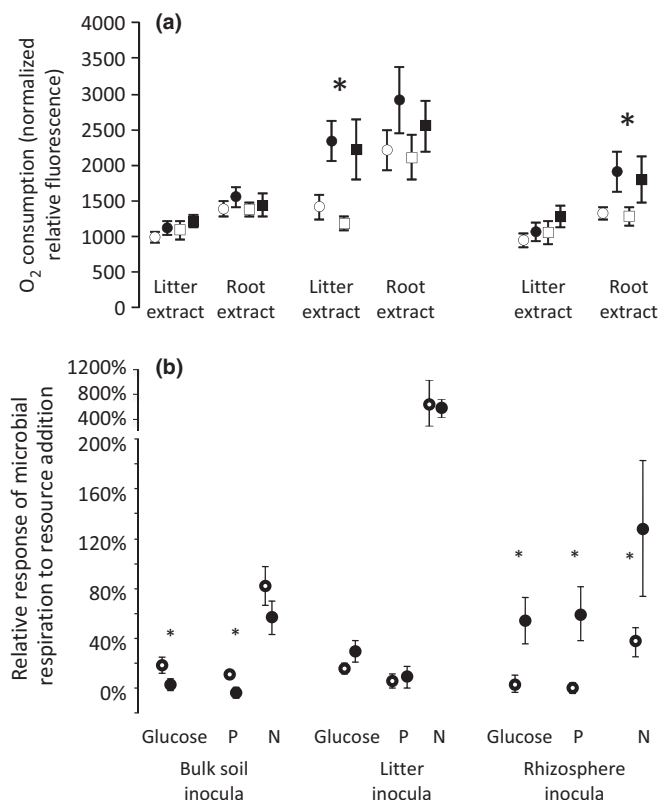 (a)
4000
3500
3000
2500
2000
1500
1000
500
0
O2 consumption (normalized
relative fluorescence)
*
*
Litter
extract
Root
extract
Litter
extract
Root
extract
Litter
extract
Root
extract
(b)
1200%
800%
400%
200%
160%
120%
80%
40%
0%
Relative response of microbial
respiration to resource addition
*
*
*
*
*
Glucose P N
Glucose P N
Glucose P N
Bulk soil
inocula
Litter
inocula
Rhizosphere
inocula